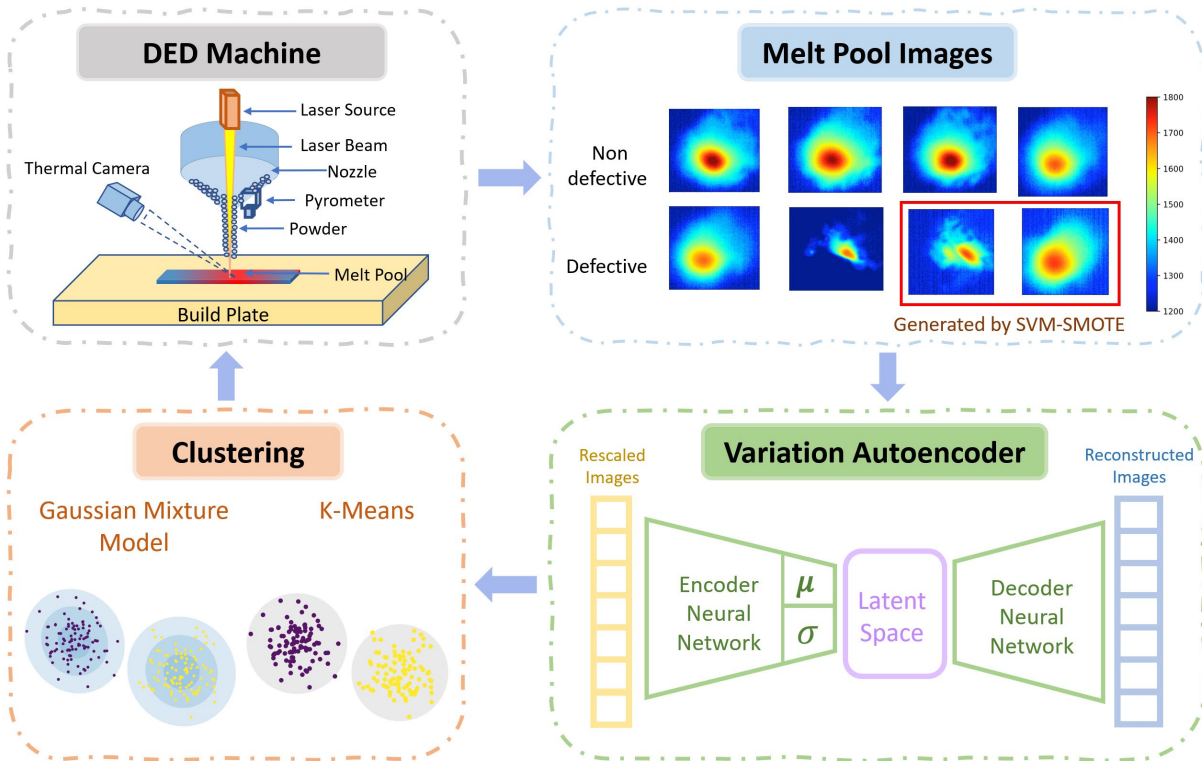 DED Machine
Laser Source
Laser Beam
Nozzle
Thermal Camera
Pyrometer
Powder
Melt Pool
Build Plate
Melt Pool Images
Non
defective
Defective
Generated by SVM-SMOTE
1800
1700
1600
1500
1400
1300
1200
Clustering
Gaussian Mixture
Model
K-Means
Variation Autoencoder
Rescaled
Images
Encoder
Neural
Network
μ
σ
Latent
Space
Decoder
Neural
Network
Reconstructed
Images